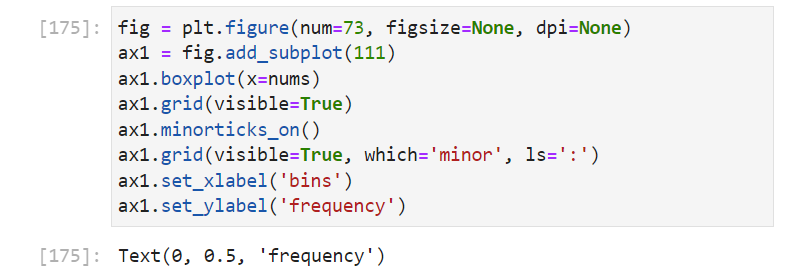 [175]: fig = plt.figure(num=73, figsize=None, dpi=None)
ax1 = fig.add_subplot(111)
ax1.boxplot(x=nums)
ax1.grid(visible=True)
ax1.minorticks_on()
ax1.grid(visible=True, which='minor', ls=':')
ax1.set_xlabel('bins')
ax1.set_ylabel('frequency')
[175]: Text(0, 0.5, 'frequency')